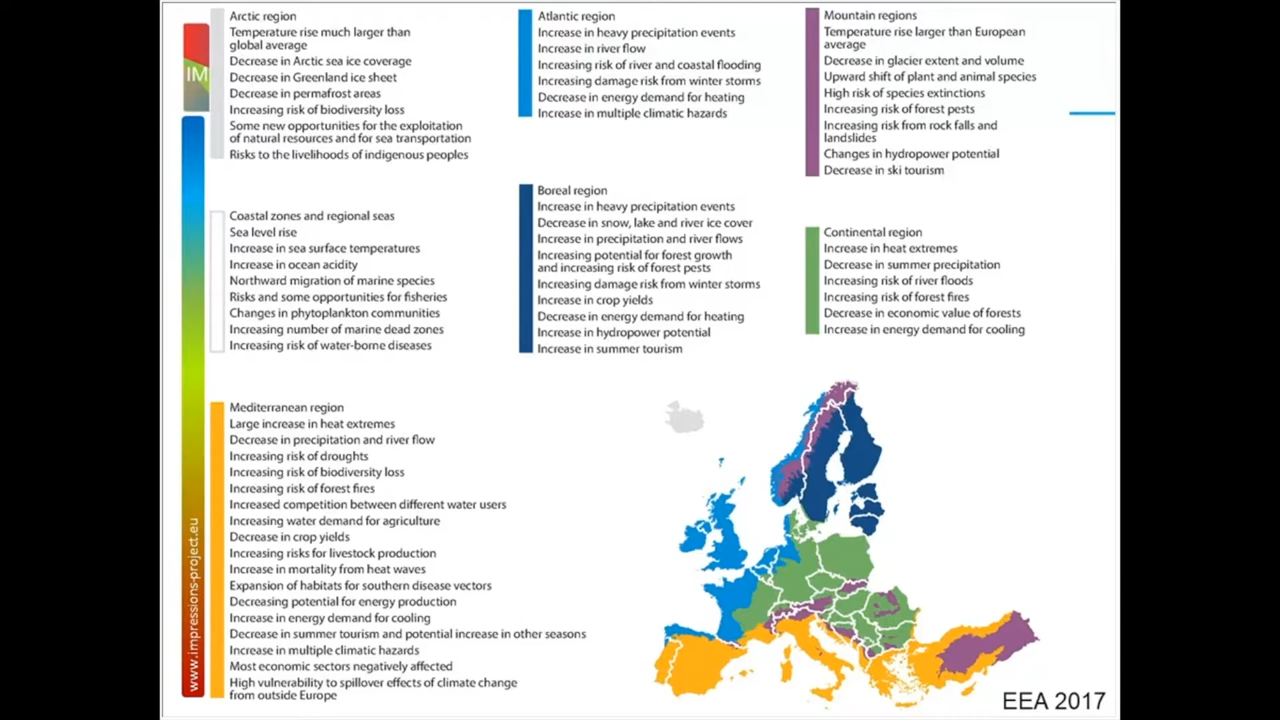 IM
www.impressions-project.eu
Arctic region
Temperature rise much larger than
global average
Decrease in Arctic sea ice coverage
Decrease in Greenland ice sheet
Decrease in permafrost areas
Increasing risk of biodiversity loss
Some new opportunities for the exploitation
of natural resources and for sea transportation
Risks to the livelihoods of indigenous peoples
Coastal zones and regional seas
Sea level rise
Increase in sea surface temperatures
Increase in ocean acidity
Northward migration of marine species
Risks and some opportunities for fisheries
Changes in phytoplankton communities
Increasing number of marine dead zones
Increasing risk of water-borne diseases
Mediterranean region
Large increase in heat extremes
Decrease in precipitation and river flow
Increasing risk of droughts
Increasing risk of biodiversity loss
Increasing risk of forest fires
Increased competition between different water users
Increasing water demand for agriculture
Decrease in crop yields
Increasing risks for livestock production
Increase in mortality from heat waves
Expansion of habitats for southern disease vectors
Decreasing potential for energy production
Increase in energy demand for cooling
Decrease in summer tourism and potential increase in other seasons
Increase in multiple climatic hazards
Most economic sectors negatively affected
High vulnerability to spillover effects of climate change
from outside Europe
Atlantic region
Increase in heavy precipitation events
Increase in river flow
Increasing risk of river and coastal flooding
Increasing damage risk from winter storms
Decrease in energy demand for heating
Increase in multiple climatic hazards
Boreal region
Increase in heavy precipitation events
Decrease in snow, lake and river ice cover
Increase in precipitation and river flows
Increasing potential for forest growth
and increasing risk of forest pests
Increasing damage risk from winter storms
Increase in crop yields
Decrease in energy demand for heating
Increase in hydropower potential
Increase in summer tourism
Mountain regions
Temperature rise larger than European
average
Decrease in glacier extent and volume
Upward shift of plant and animal species
High risk of species extinctions
Increasing risk of forest pests
Increasing risk from rock falls and
landslides
Changes in hydropower potential
Decrease in ski tourism
Continental region
Increase in heat extremes
Decrease in summer precipitation
Increasing risk of river floods
Increasing risk of forest fires
Decrease in economic value of forests
Increase in energy demand for cooling
EEA 2017